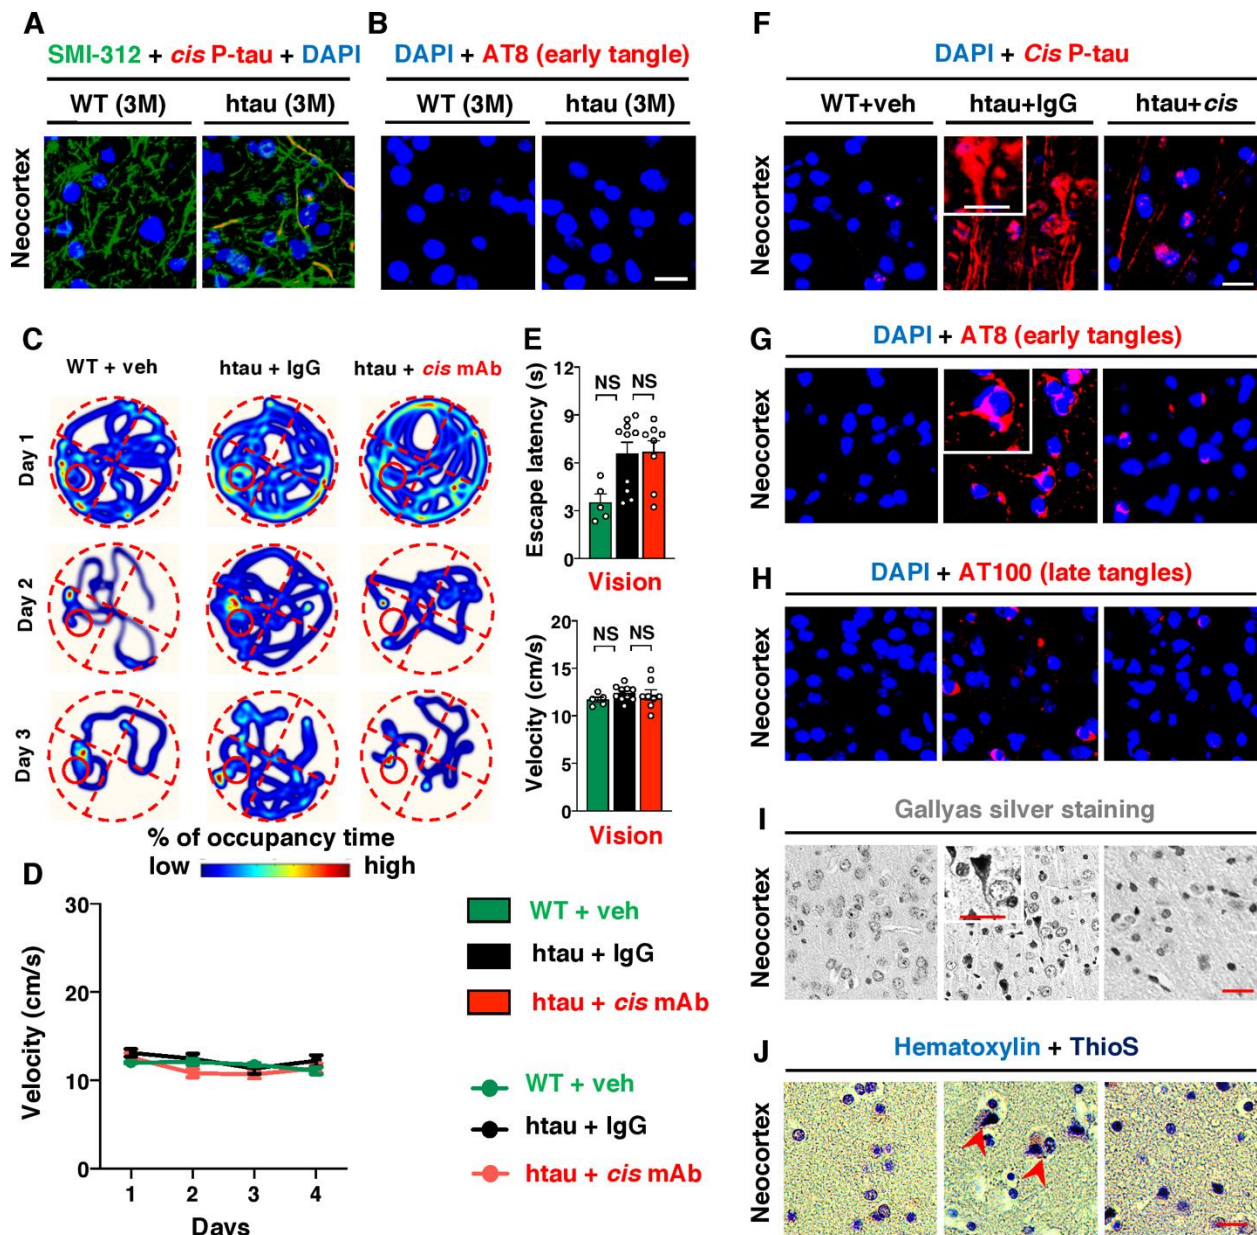 A
SMI-312 + cis P-tau + DAPI
WT (3M)
htau (3M)
Neocortex
B
DAPI + AT8 (early tangle)
WT (3M)
htau (3M)
C
WT + veh
htau + IgG
htau + cis mAb
Day 1
Day 2
Day 3
% of occupancy time
low
high
D
Velocity (cm/s)
30
20
10
0
1
2
3
4
Days
WT + veh
htau + IgG
htau + cis mAb
WT + veh
htau + IgG
htau + cis mAb
E
Escape latency (s)
12
9
6
3
0
NS
NS
Vision
Velocity (cm/s)
20
15
10
5
0
NS
NS
Vision
F
DAPI + Cis P-tau
WT+veh
htau+IgG
htau+cis
Neocortex
G
DAPI + AT8 (early tangles)
Neocortex
H
DAPI + AT100 (late tangles)
Neocortex
I
Gallyas silver staining
Neocortex
J
Hematoxylin + ThioS
Neocortex